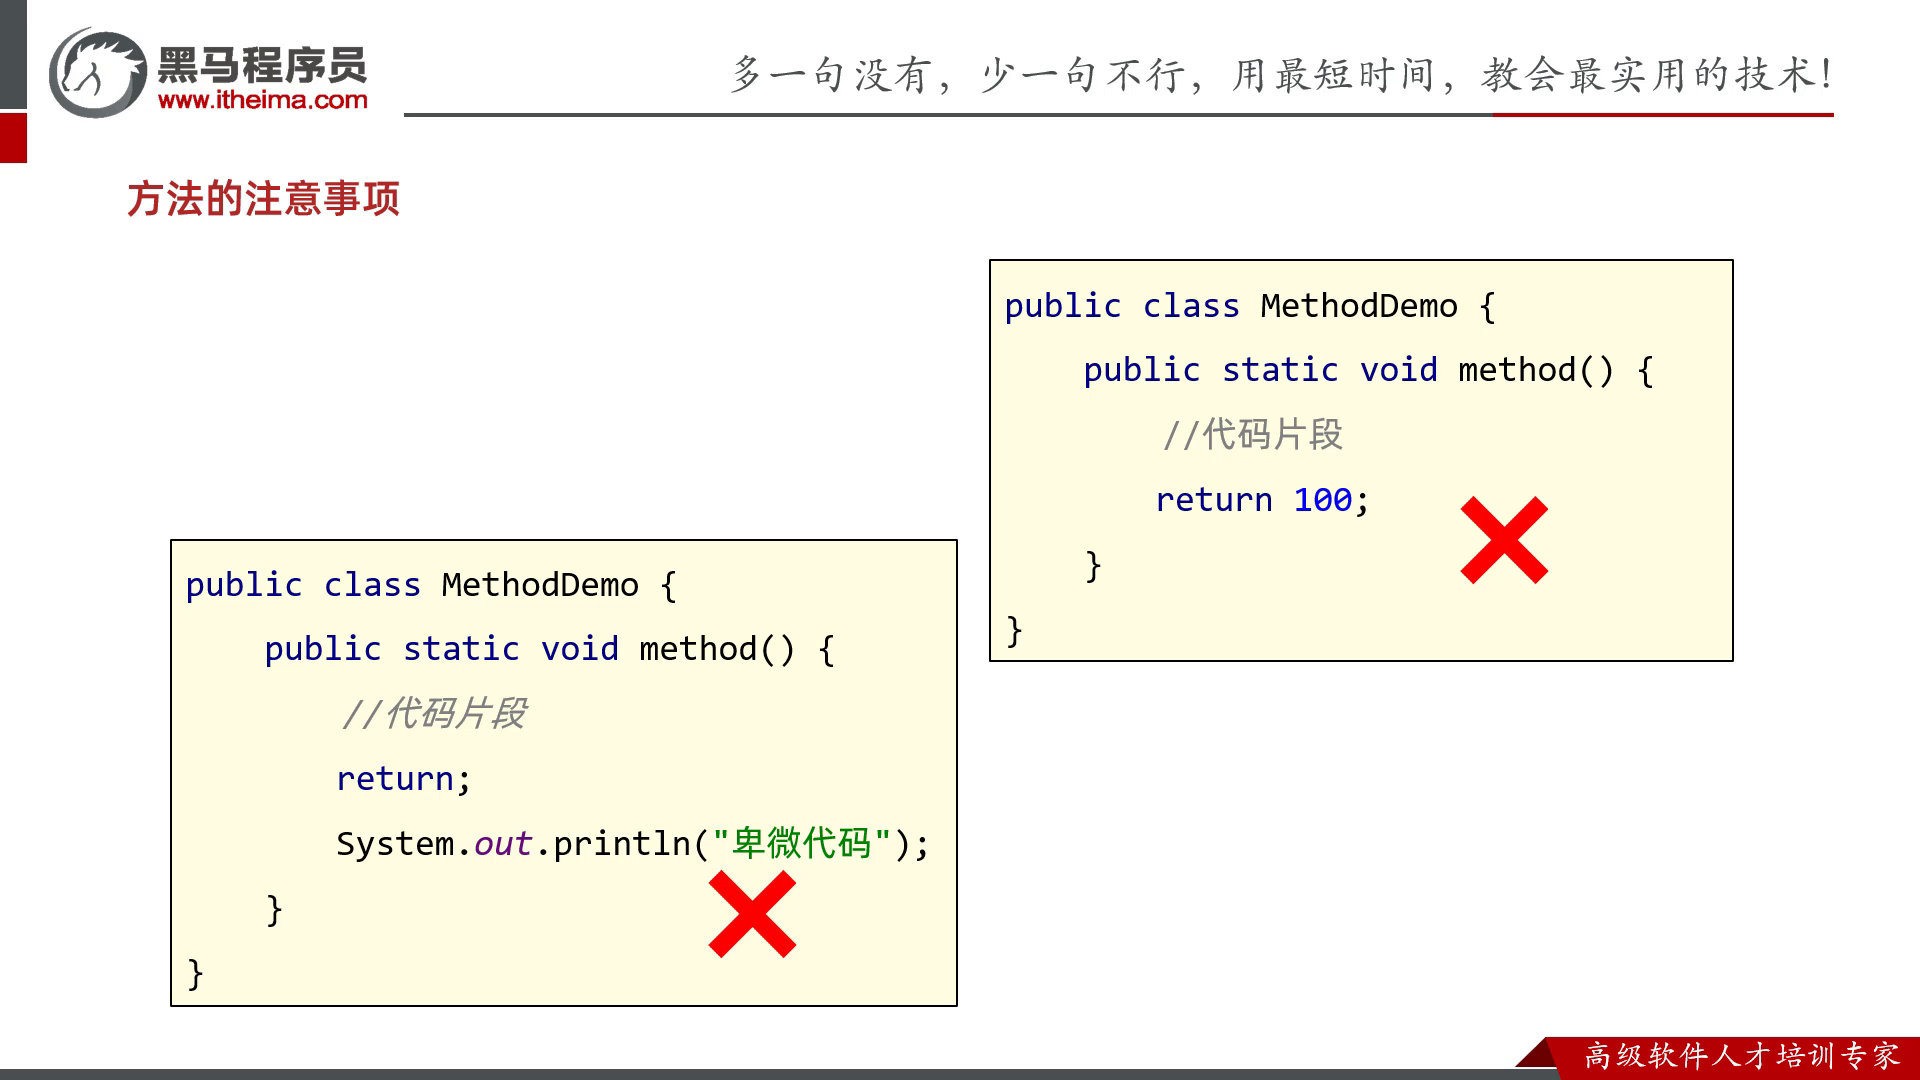 黑马程序员
www.itheima.com
多一句没有，少一句不行，用最短时间，教会最实用的技术！
方法的注意事项
public class MethodDemo {
    public static void method() {
        //代码片段
        return 100;
    }
}
public class MethodDemo {
    public static void method() {
        //代码片段
        return;
        System.out.println("卑微代码");
    }
}
高级软件人才培训专家